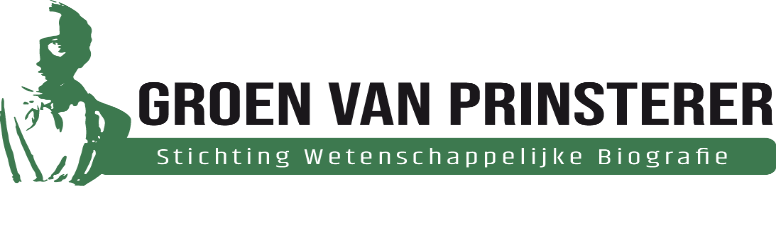 GROEN VAN PRINSTERER
Stichting Wetenschappelijke Biografie